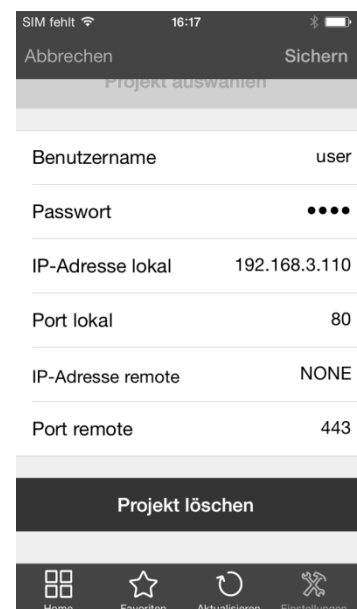 SIM fehlt 16:17
Abbrechen Sichern
Projekt auswählen
Benutzername user
Passwort ••••
IP-Adresse lokal 192.168.3.110
Port lokal 80
IP-Adresse remote NONE
Port remote 443
Projekt löschen
Home Favoriten Aktualisieren Einstellungen